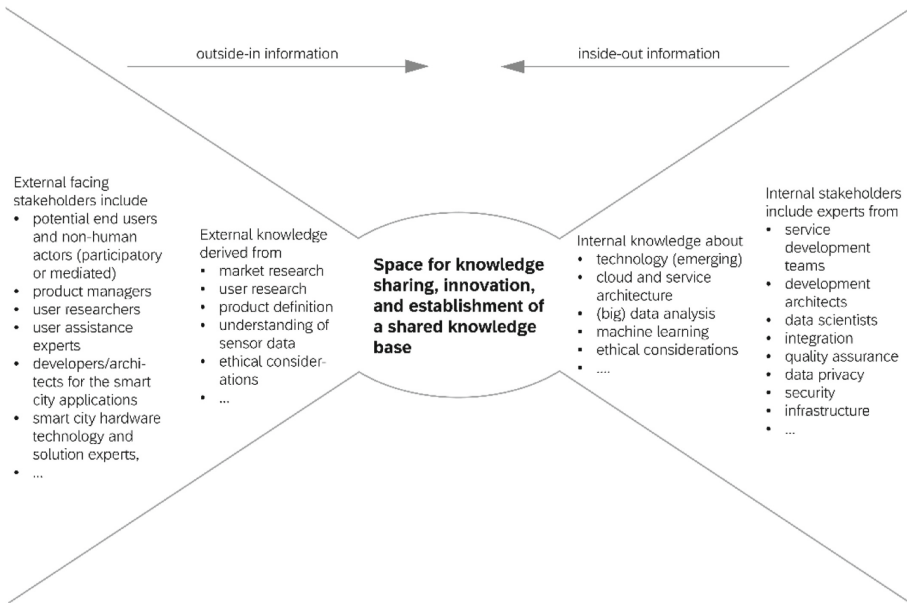 outside-in information
inside-out information
External facing
stakeholders include
• potential end users
and non-human
actors (participatory
or mediated)
• product managers
• user researchers
• user assistance
experts
• developers/archi-
tects for the smart
city applications
• smart city hardware
technology and
solution experts,
• ...
External knowledge
derived from
• market research
• user research
• product definition
• understanding of
sensor data
• ethical consider-
ations
• ...
Space for knowledge
sharing, innovation,
and establishment of
a shared knowledge
base
Internal knowledge about
• technology (emerging)
• cloud and service
architecture
• (big) data analysis
• machine learning
• ethical considerations
• ....
Internal stakeholders
include experts from
• service
development
teams
• development
architects
• data scientists
• integration
• quality assurance
• data privacy
• security
• infrastructure
• ...